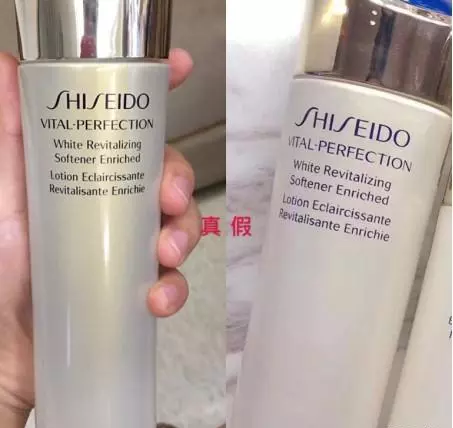 SHISEIDO
VITAL-PERFECTION
White Revitalizing
Softener Enriched
Lotion Eclaircissante
Revitalisante Enrichie
真 假
SHISEIDO
VITAL-PERFECTION
White Revitalizing
Softener Enriched
Lotion Eclaircissante
Revitalisante Enrichie